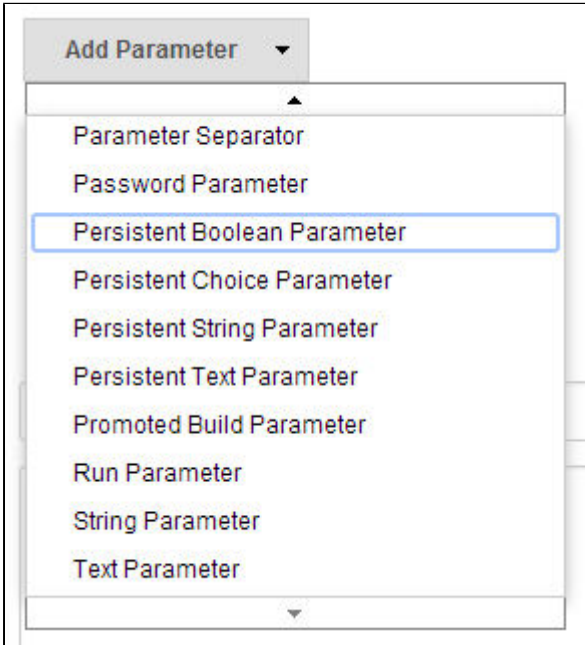 Add Parameter
Parameter Separator
Password Parameter
Persistent Boolean Parameter
Persistent Choice Parameter
Persistent String Parameter
Persistent Text Parameter
Promoted Build Parameter
Run Parameter
String Parameter
Text Parameter